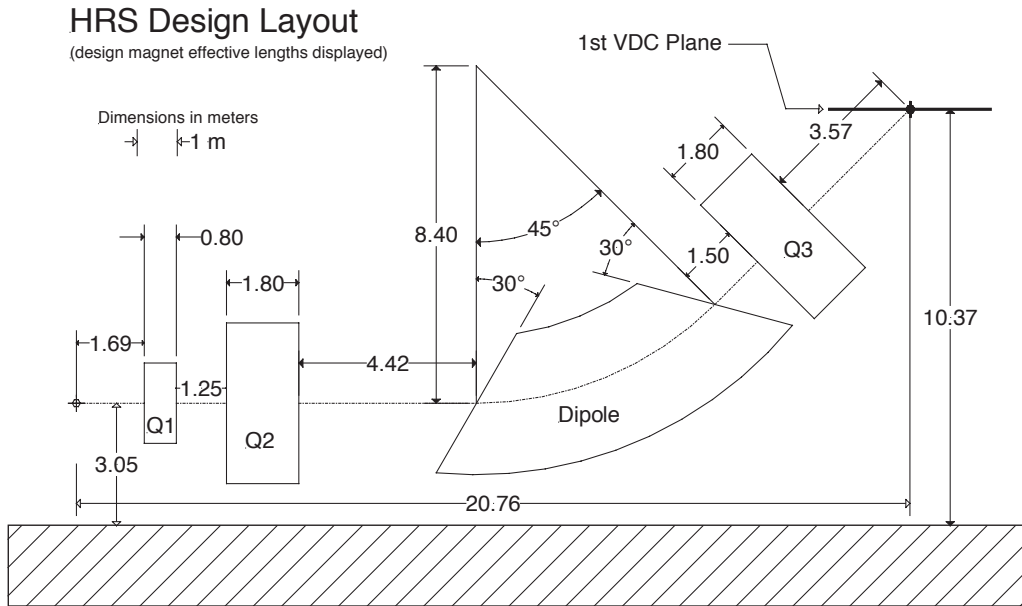 HRS Design Layout
(design magnet effective lengths displayed)
1st VDC Plane
Dimensions in meters
1 m
3.57
1.80
0.80
8.40
45°
30°
1.50
Q3
1.80
30°
10.37
1.69
4.42
1.25
Q1
Q2
Dipole
3.05
20.76